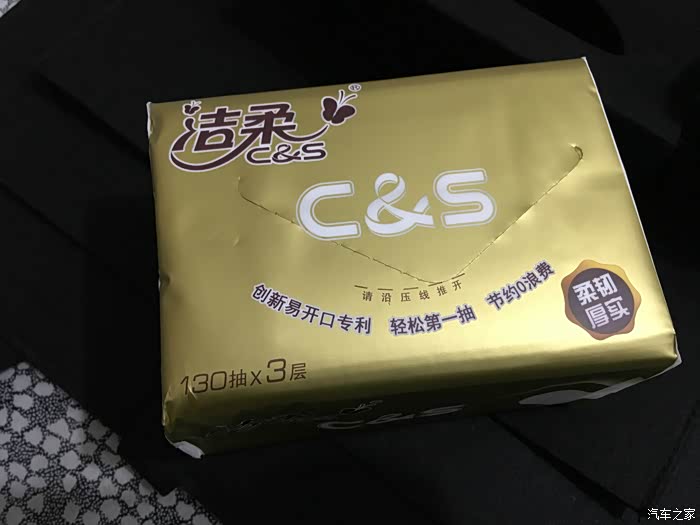 洁柔®
C&S
C&S
请沿压线推开
创新易开口专利 轻松第一抽 节约0浪费
柔韧
厚实
130抽x3层
C&S
汽车之家